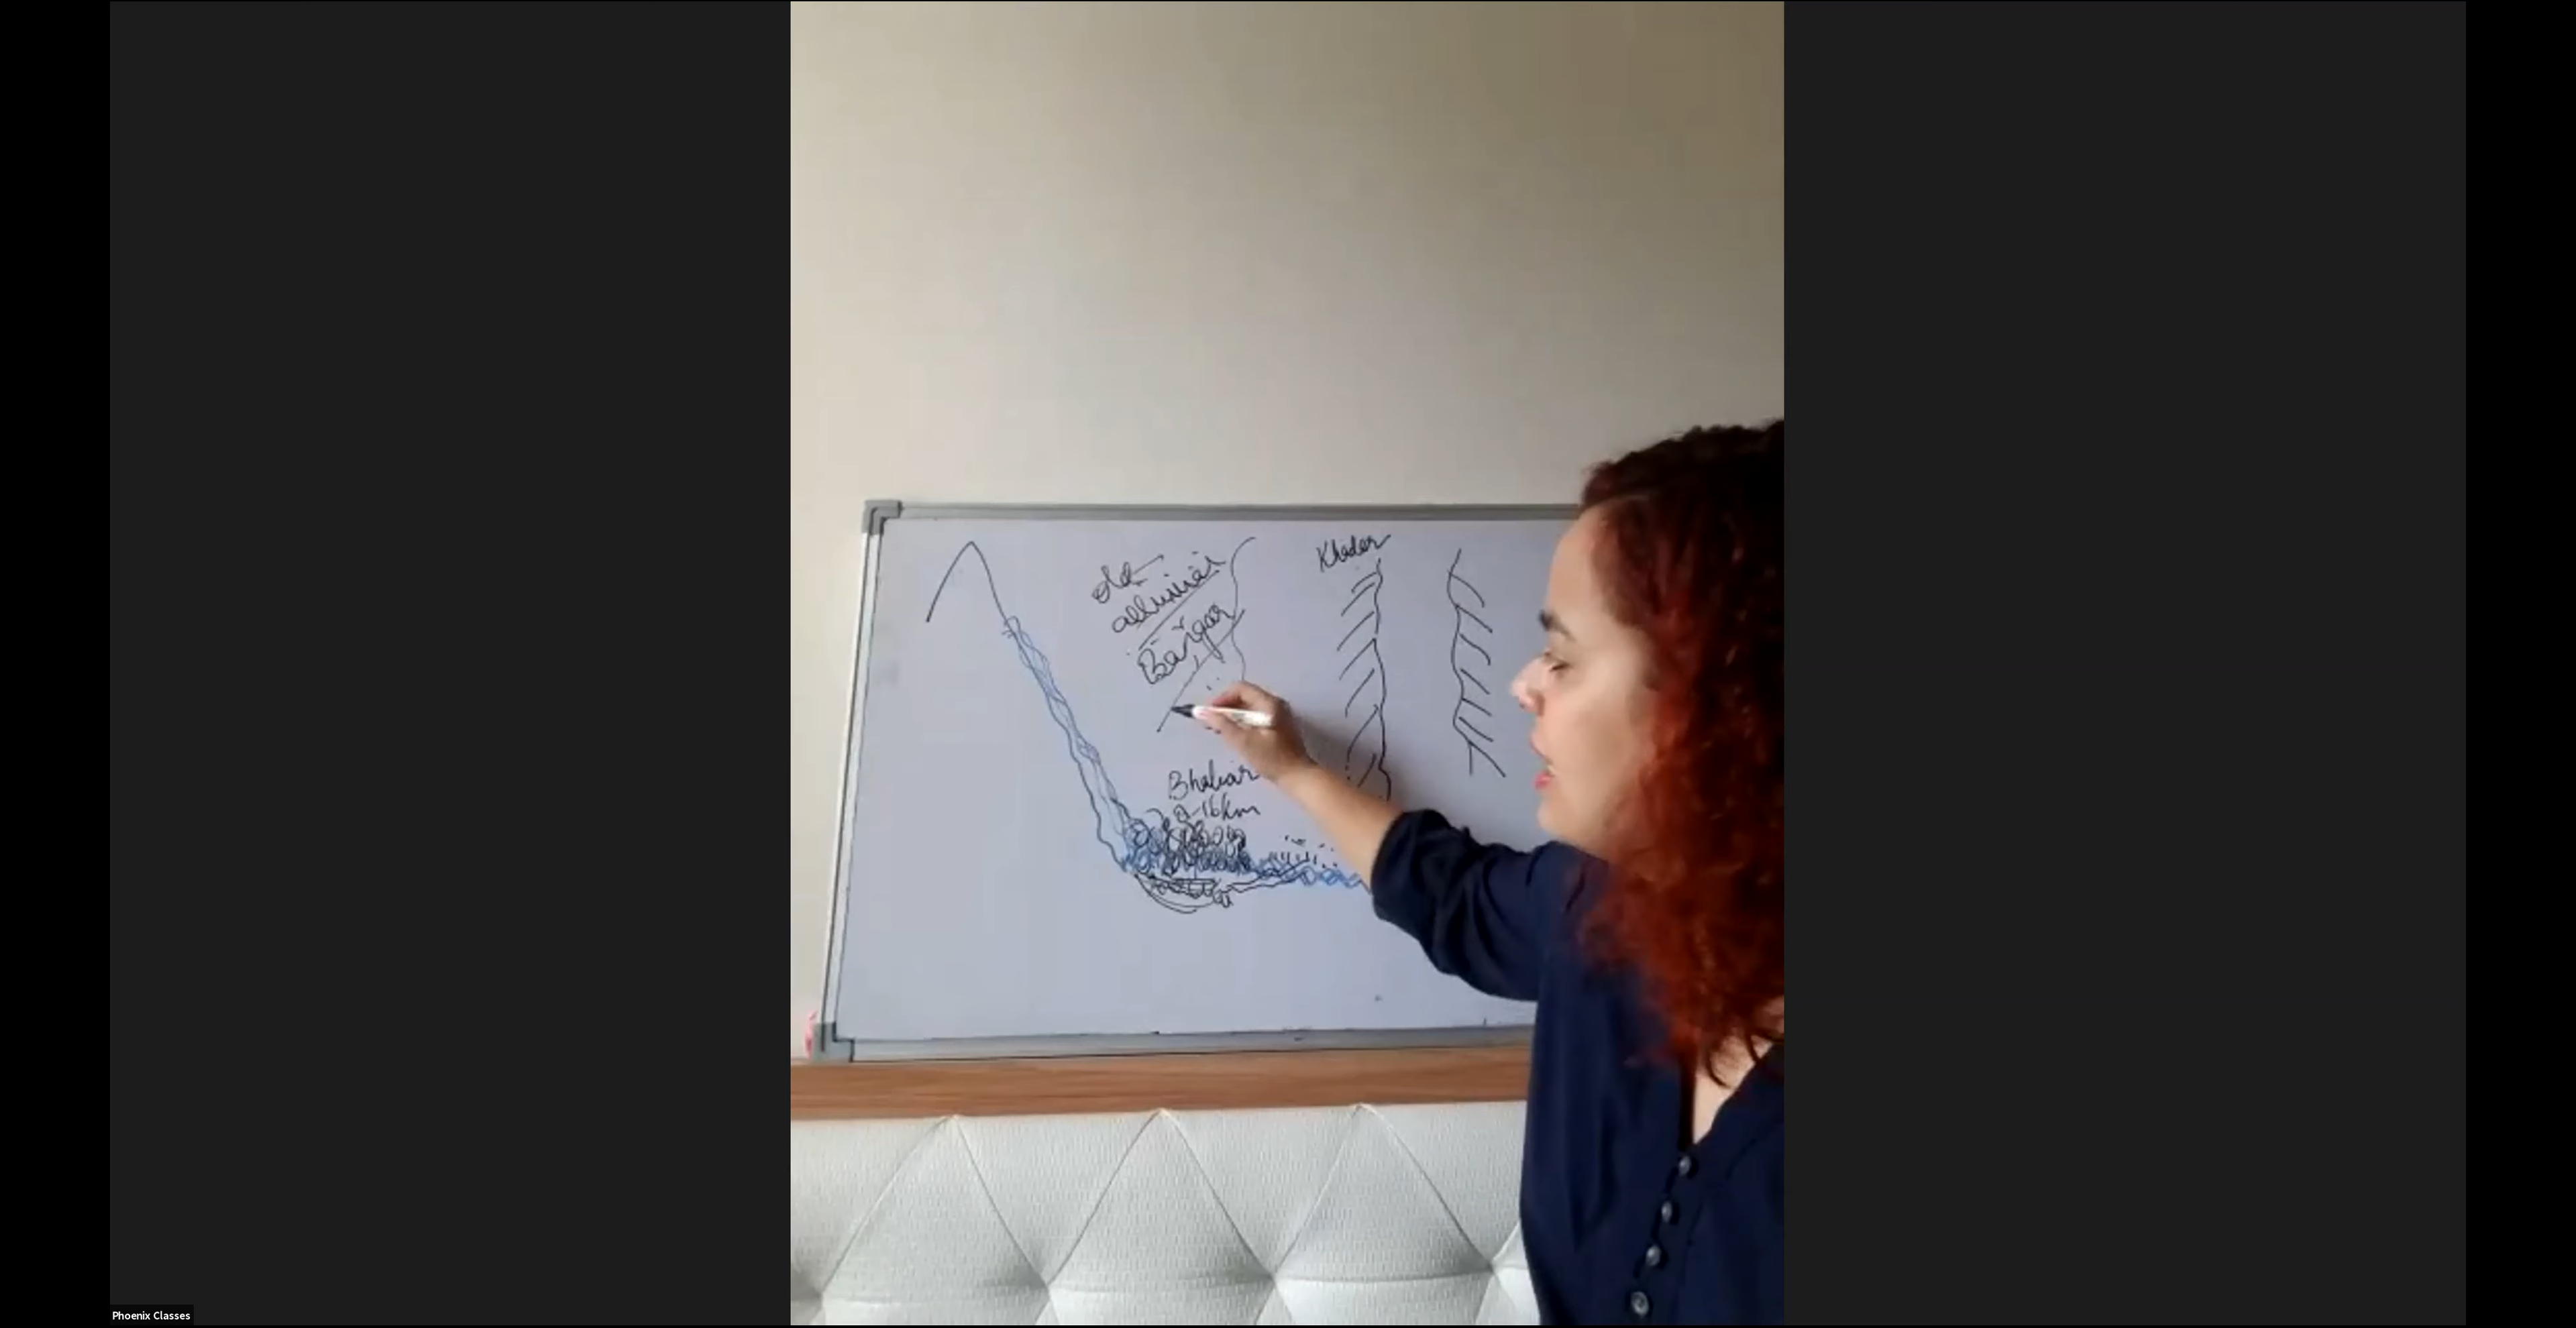 old
alluvial
Bangar
Khadar
Bhabar
8-16km
Phoenix Classes